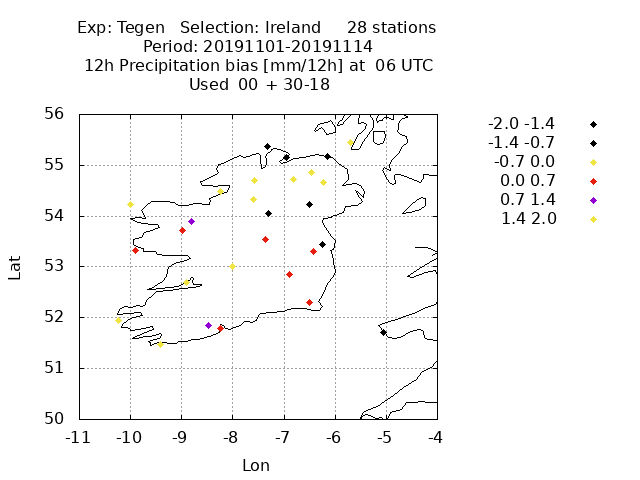 Exp: Tegen   Selection: Ireland     28 stations
Period: 20191101-20191114
12h Precipitation bias [mm/12h] at  06 UTC
Used  00  + 30-18
-2.0 -1.4
-1.4 -0.7
-0.7 0.0
0.0 0.7
0.7 1.4
1.4 2.0
56
55
54
53
52
51
50
Lat
-11 -10 -9 -8 -7 -6 -5 -4
Lon